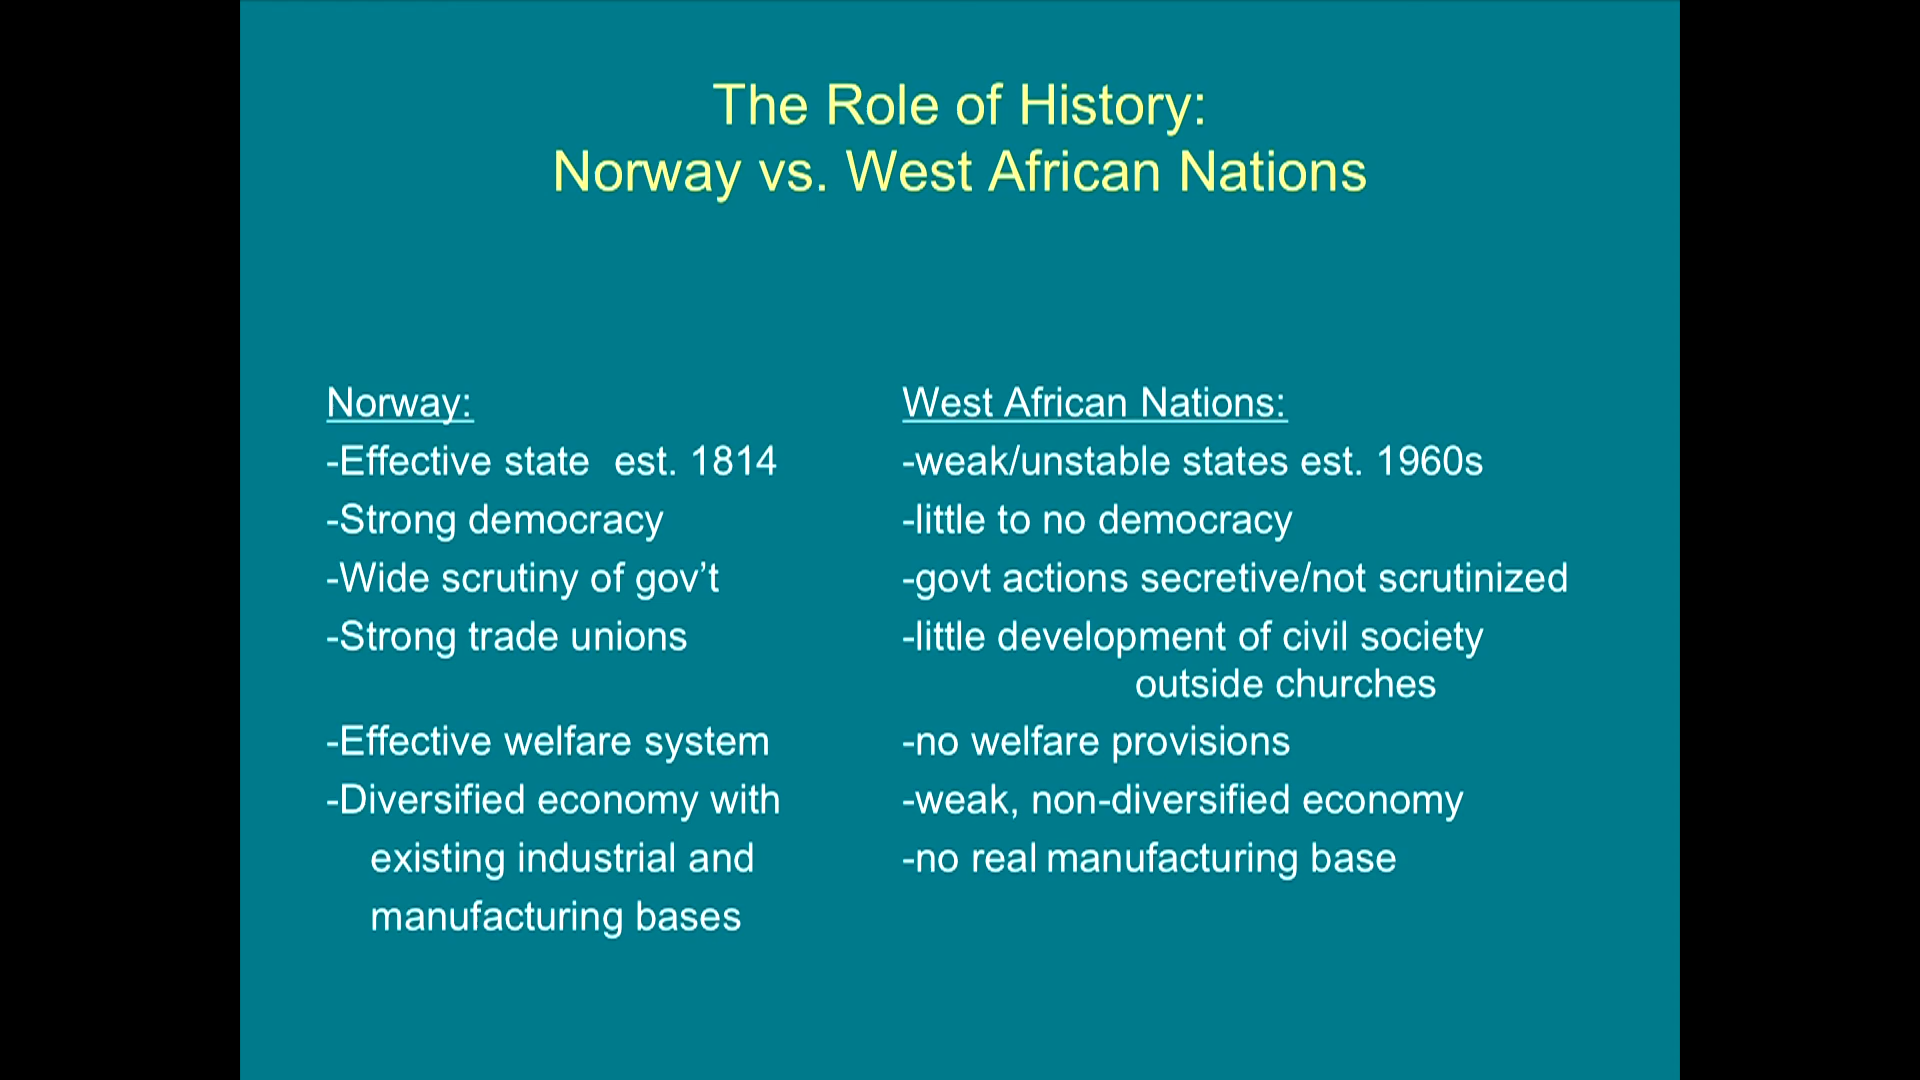 The Role of History:
Norway vs. West African Nations
Norway:
-Effective state  est. 1814
-Strong democracy
-Wide scrutiny of gov’t
-Strong trade unions
-Effective welfare system
-Diversified economy with
existing industrial and
manufacturing bases
West African Nations:
-weak/unstable states est. 1960s
-little to no democracy
-govt actions secretive/not scrutinized
-little development of civil society
outside churches
-no welfare provisions
-weak, non-diversified economy
-no real manufacturing base